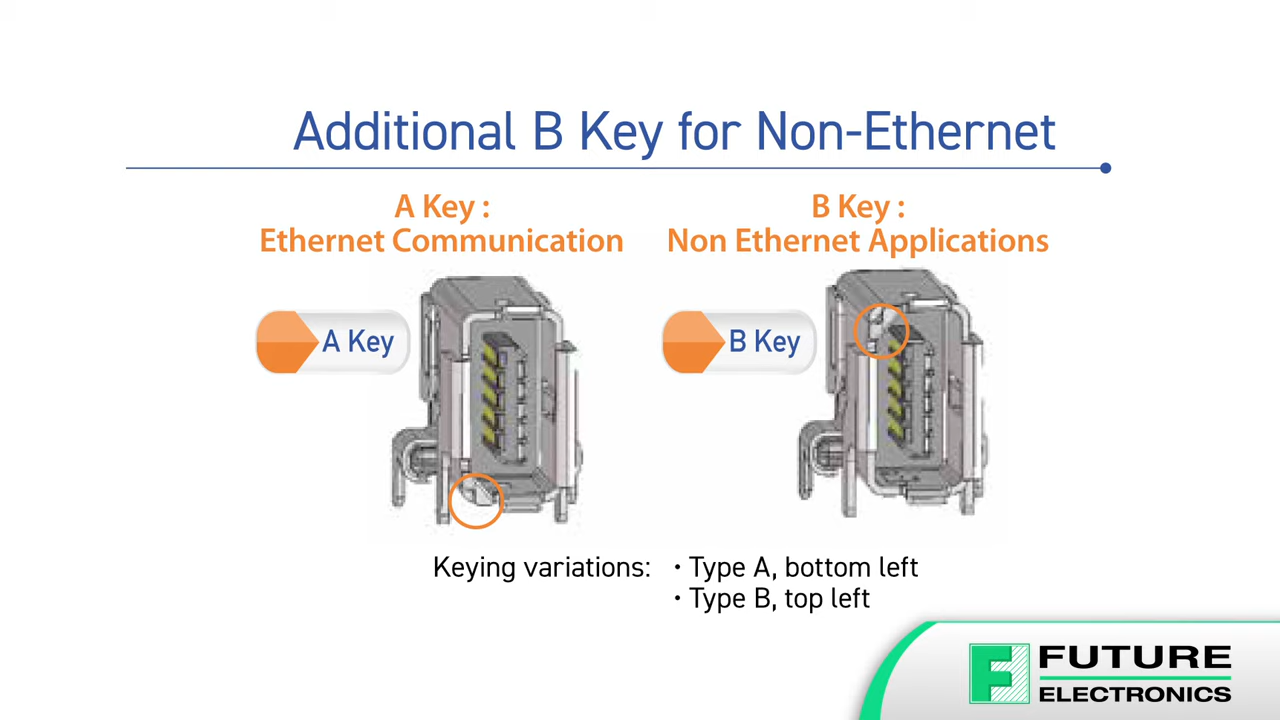 Additional B Key for Non-Ethernet
A Key :
Ethernet Communication
B Key :
Non Ethernet Applications
A Key
B Key
Keying variations:
• Type A, bottom left
• Type B, top left
F
FUTURE
ELECTRONICS